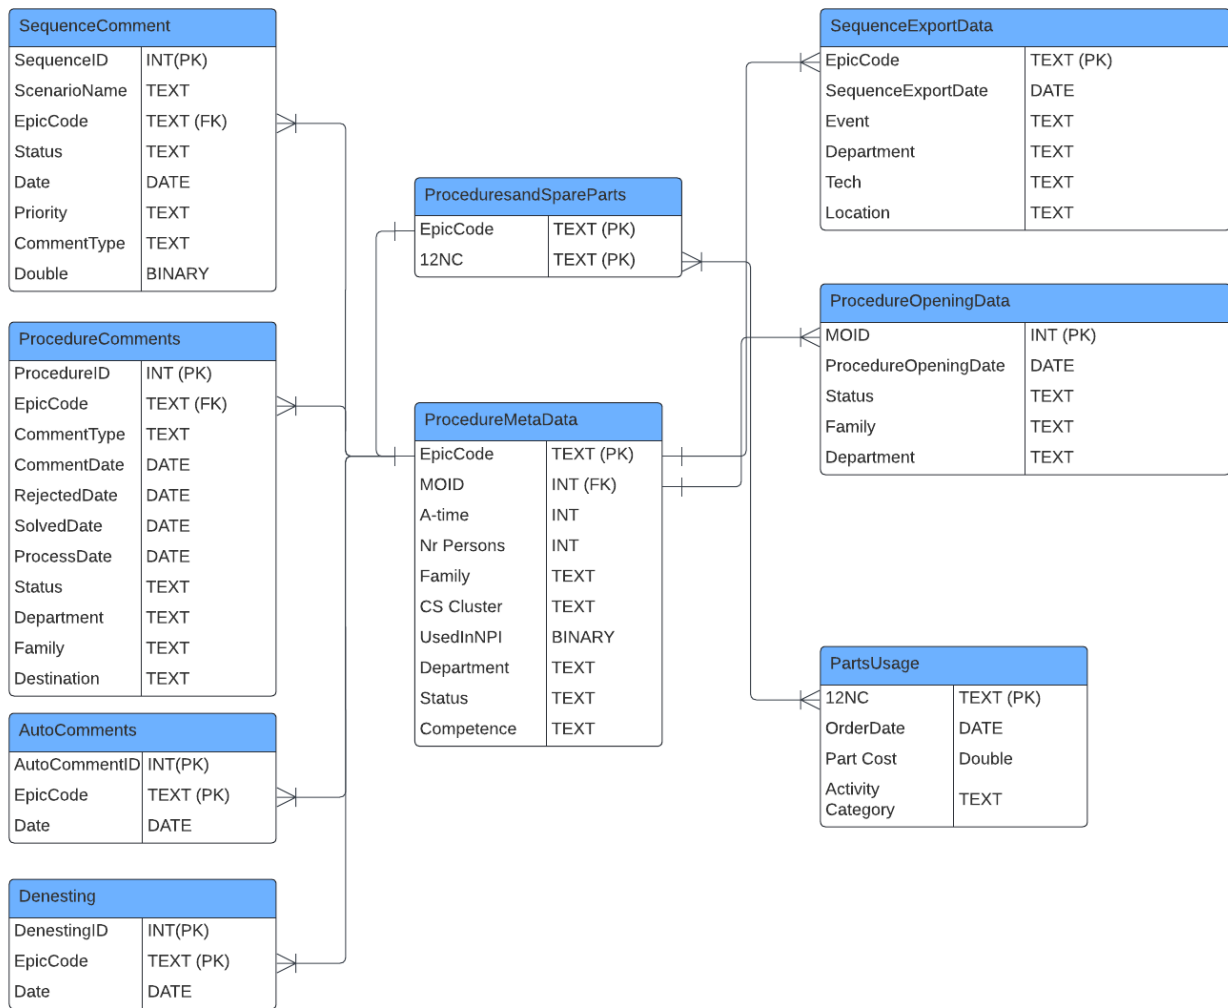 SequenceComment
SequenceID INT(PK)
ScenarioName TEXT
EpicCode TEXT (FK)
Status TEXT
Date DATE
Priority TEXT
CommentType TEXT
Double BINARY
ProcedureComments
ProcedureID INT (PK)
EpicCode TEXT (FK)
CommentType TEXT
CommentDate DATE
RejectedDate DATE
SolvedDate DATE
ProcessDate DATE
Status TEXT
Department TEXT
Family TEXT
Destination TEXT
AutoComments
AutoCommentID INT(PK)
EpicCode TEXT (PK)
Date DATE
Denesting
DenestingID INT(PK)
EpicCode TEXT (PK)
Date DATE
ProceduresandSpareParts
EpicCode TEXT (PK)
12NC TEXT (PK)
ProcedureMetaData
EpicCode TEXT (PK)
MOID INT (FK)
A-time INT
Nr Persons INT
Family TEXT
CS Cluster TEXT
UsedInNPI BINARY
Department TEXT
Status TEXT
Competence TEXT
SequenceExportData
EpicCode TEXT (PK)
SequenceExportDate DATE
Event TEXT
Department TEXT
Tech TEXT
Location TEXT
ProcedureOpeningData
MOID INT (PK)
ProcedureOpeningDate DATE
Status TEXT
Family TEXT
Department TEXT
PartsUsage
12NC TEXT (PK)
OrderDate DATE
Part Cost Double
Activity
Category TEXT